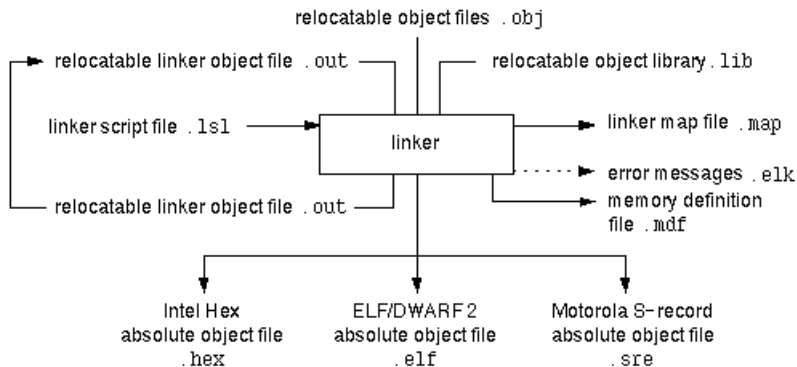 relocatable object files .obj
relocatable linker object file .out
relocatable object library .lib
linker script file .lsl
linker
linker map file .map
error messages .elk
relocatable linker object file .out
memory definition
file .mdf
Intel Hex
absolute object file
.hex
ELF/DWARF 2
absolute object file
.elf
Motorola S-record
absolute object file
.sre